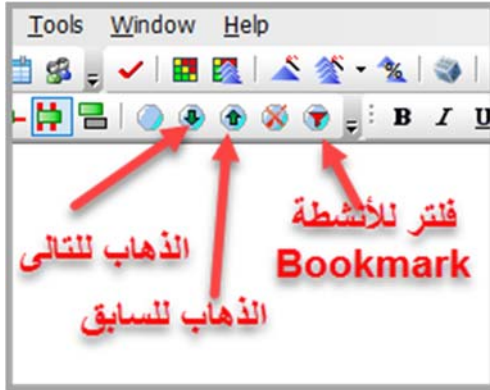 Tools Window Help
B I U
فلتر للأنشطة
Bookmark
الذهاب للتالى
الذهاب للسابق